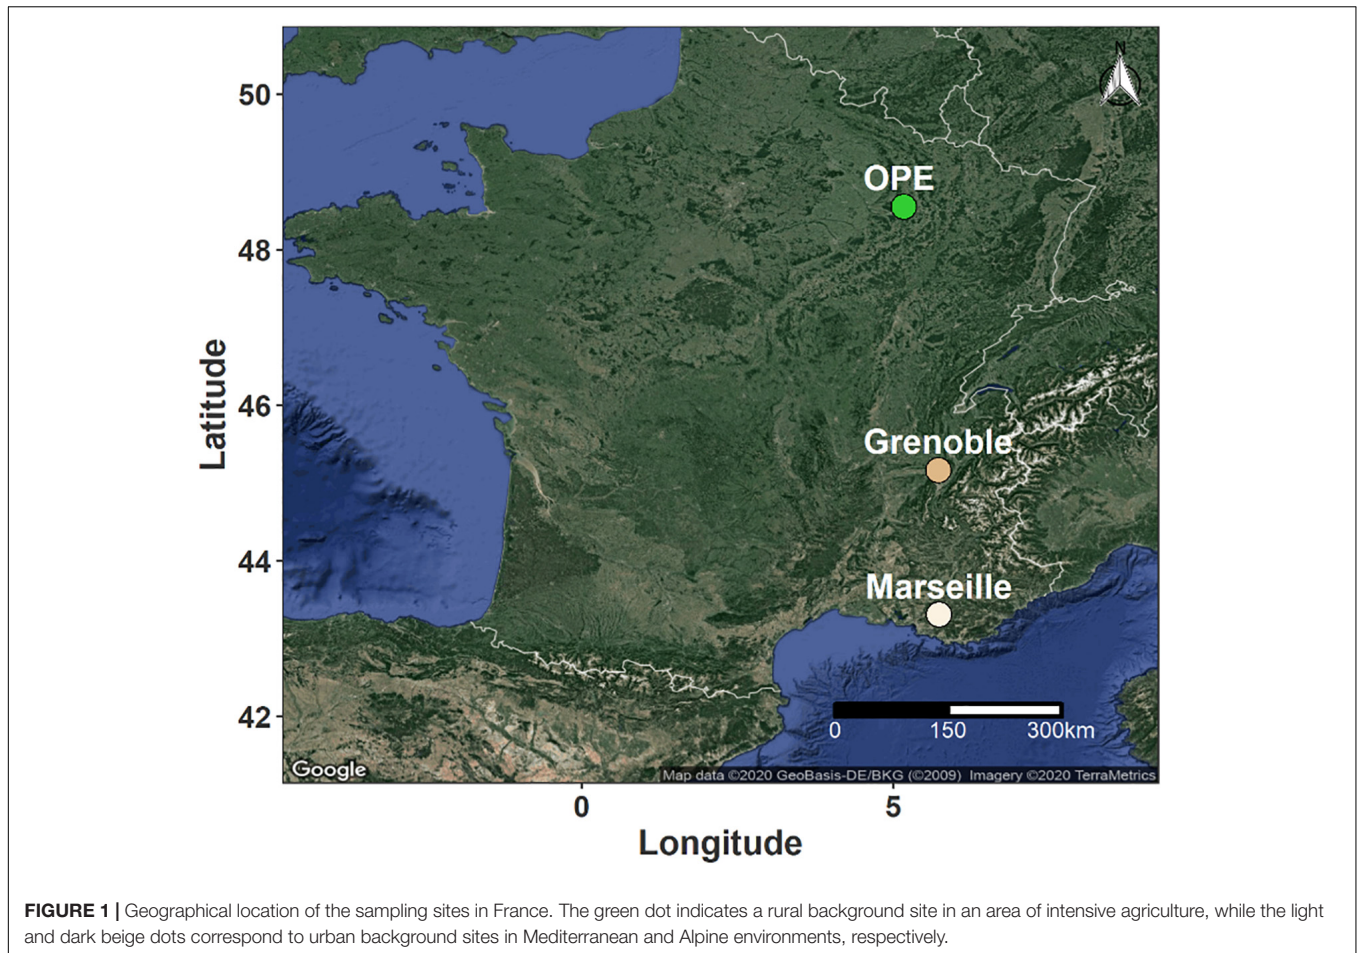 N
50
OPE
48
Latitude
46
Grenoble
44
Marseille
42
0 150 300km
Google
Map data ©2020 GeoBasis-DE/BKG (©2009) Imagery ©2020 TerraMetrics
0 5
Longitude
FIGURE 1 | Geographical location of the sampling sites in France. The green dot indicates a rural background site in an area of intensive agriculture, while the light
and dark beige dots correspond to urban background sites in Mediterranean and Alpine environments, respectively.